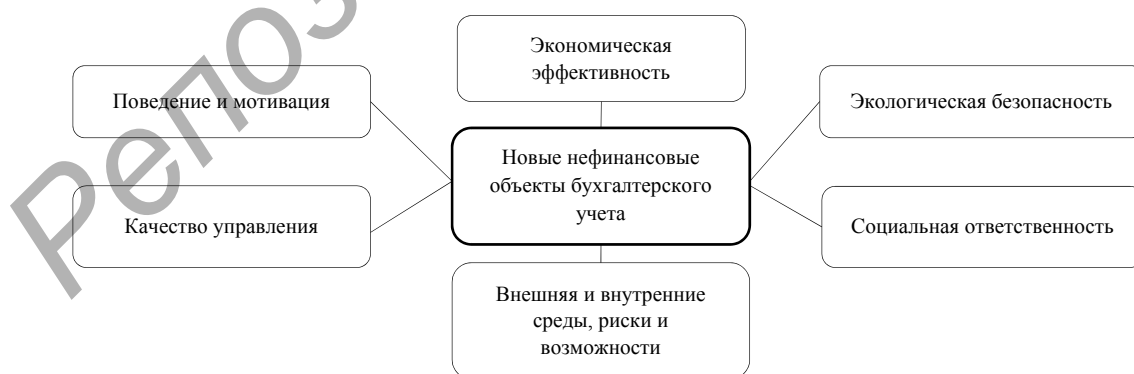 Экономическая
эффективность
Поведение и мотивация
Экологическая безопасность
Новые нефинансовые
объекты бухгалтерского
учета
Качество управления
Социальная ответственность
Внешняя и внутренние
среды, риски и
возможности
Репоз